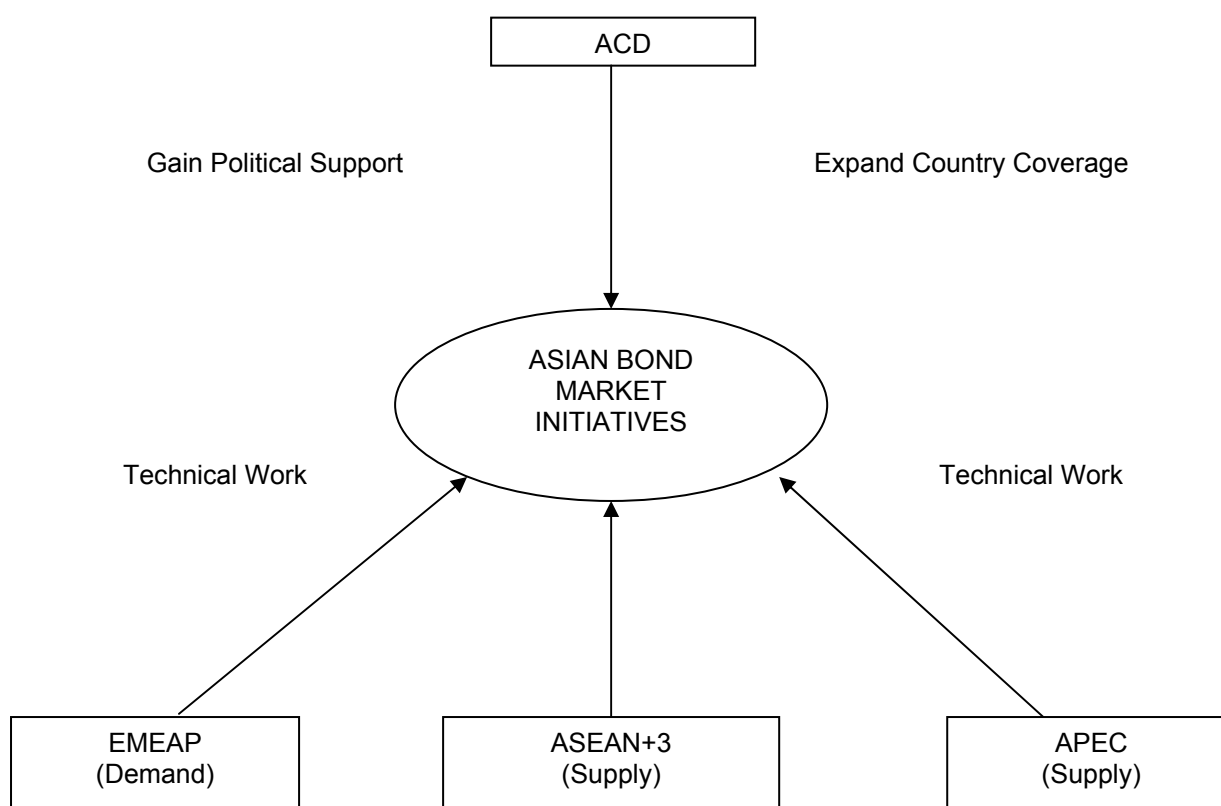 ACD
Gain Political Support
Expand Country Coverage
ASIAN BOND
MARKET
INITIATIVES
Technical Work
Technical Work
EMEAP
(Demand)
ASEAN+3
(Supply)
APEC
(Supply)